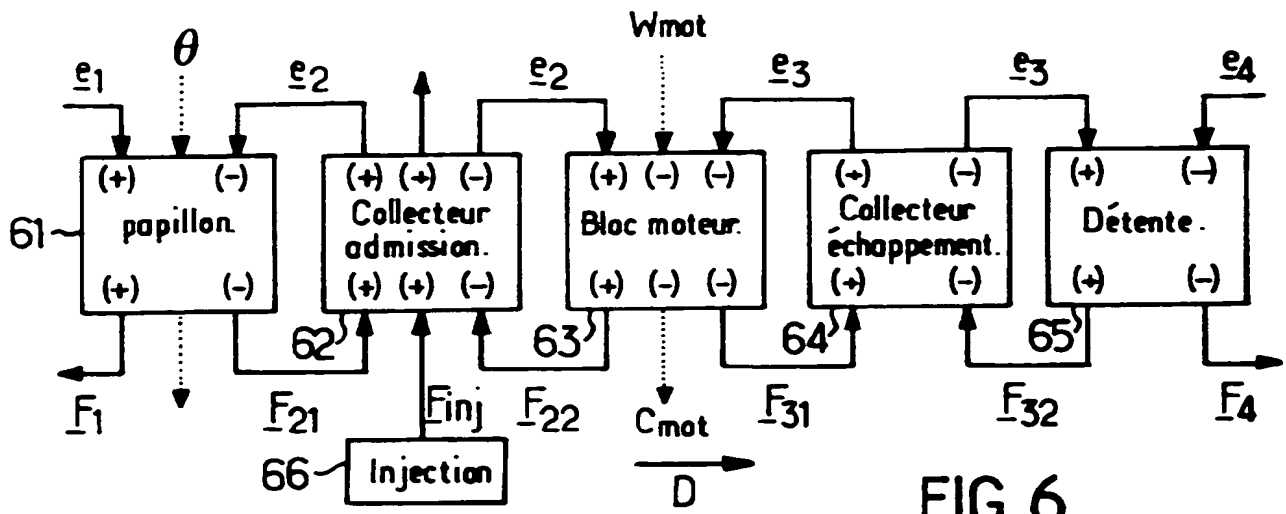 Wmot
θ
e1 e2 e2 e3 e3 e4
(+) (-) (+) (+) (-) (+) (-) (-) (+) (-) (+) (-)
61 papillon. Collecteur admission. Bloc moteur. Collecteur échappement. Détente.
(+) (-) (+) (+) (-) (+) (-) (-) (+) (-) (+) (-)
62 63 64 65
F1 F21 Finj F22 Cmot F31 F32 F4
66 Injection
D
FIG 6